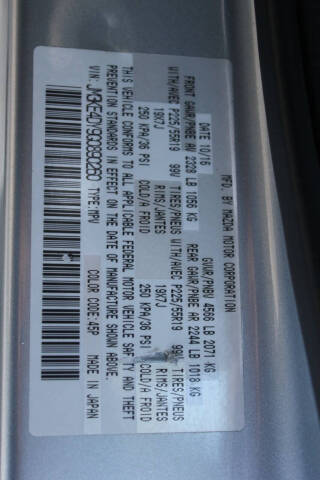 MFD. BY MAZDA MOTOR CORPORATION
DATE 10/16 GVWR/PNBV 4566 LB 2071 KG
FRONT GAWR/PNBE AV 2328 LB 1056 KG REAR GAWR/PNBE AR 2244 LB 1018 KG
WITH/AVEC P225/55R19 99V TIRES/PNEUS WITH/AVEC P225/55R19 99V TIRES/PNEUS
19X7J RIMS/JANTES 19X7J RIMS/JANTES
250 KPA/36 PSI COLD/A FROID 250 KPA/36 PSI COLD/A FROID
THIS VEHICLE CONFORMS TO ALL APPLICABLE FEDERAL MOTOR VEHICLE SAFETY AND THEFT
PREVENTION STANDARDS IN EFFECT ON THE DATE OF MANUFACTURE SHOWN ABOVE.
VIN: TYPE:MPV COLOR CODE:45P MADE IN JAPAN